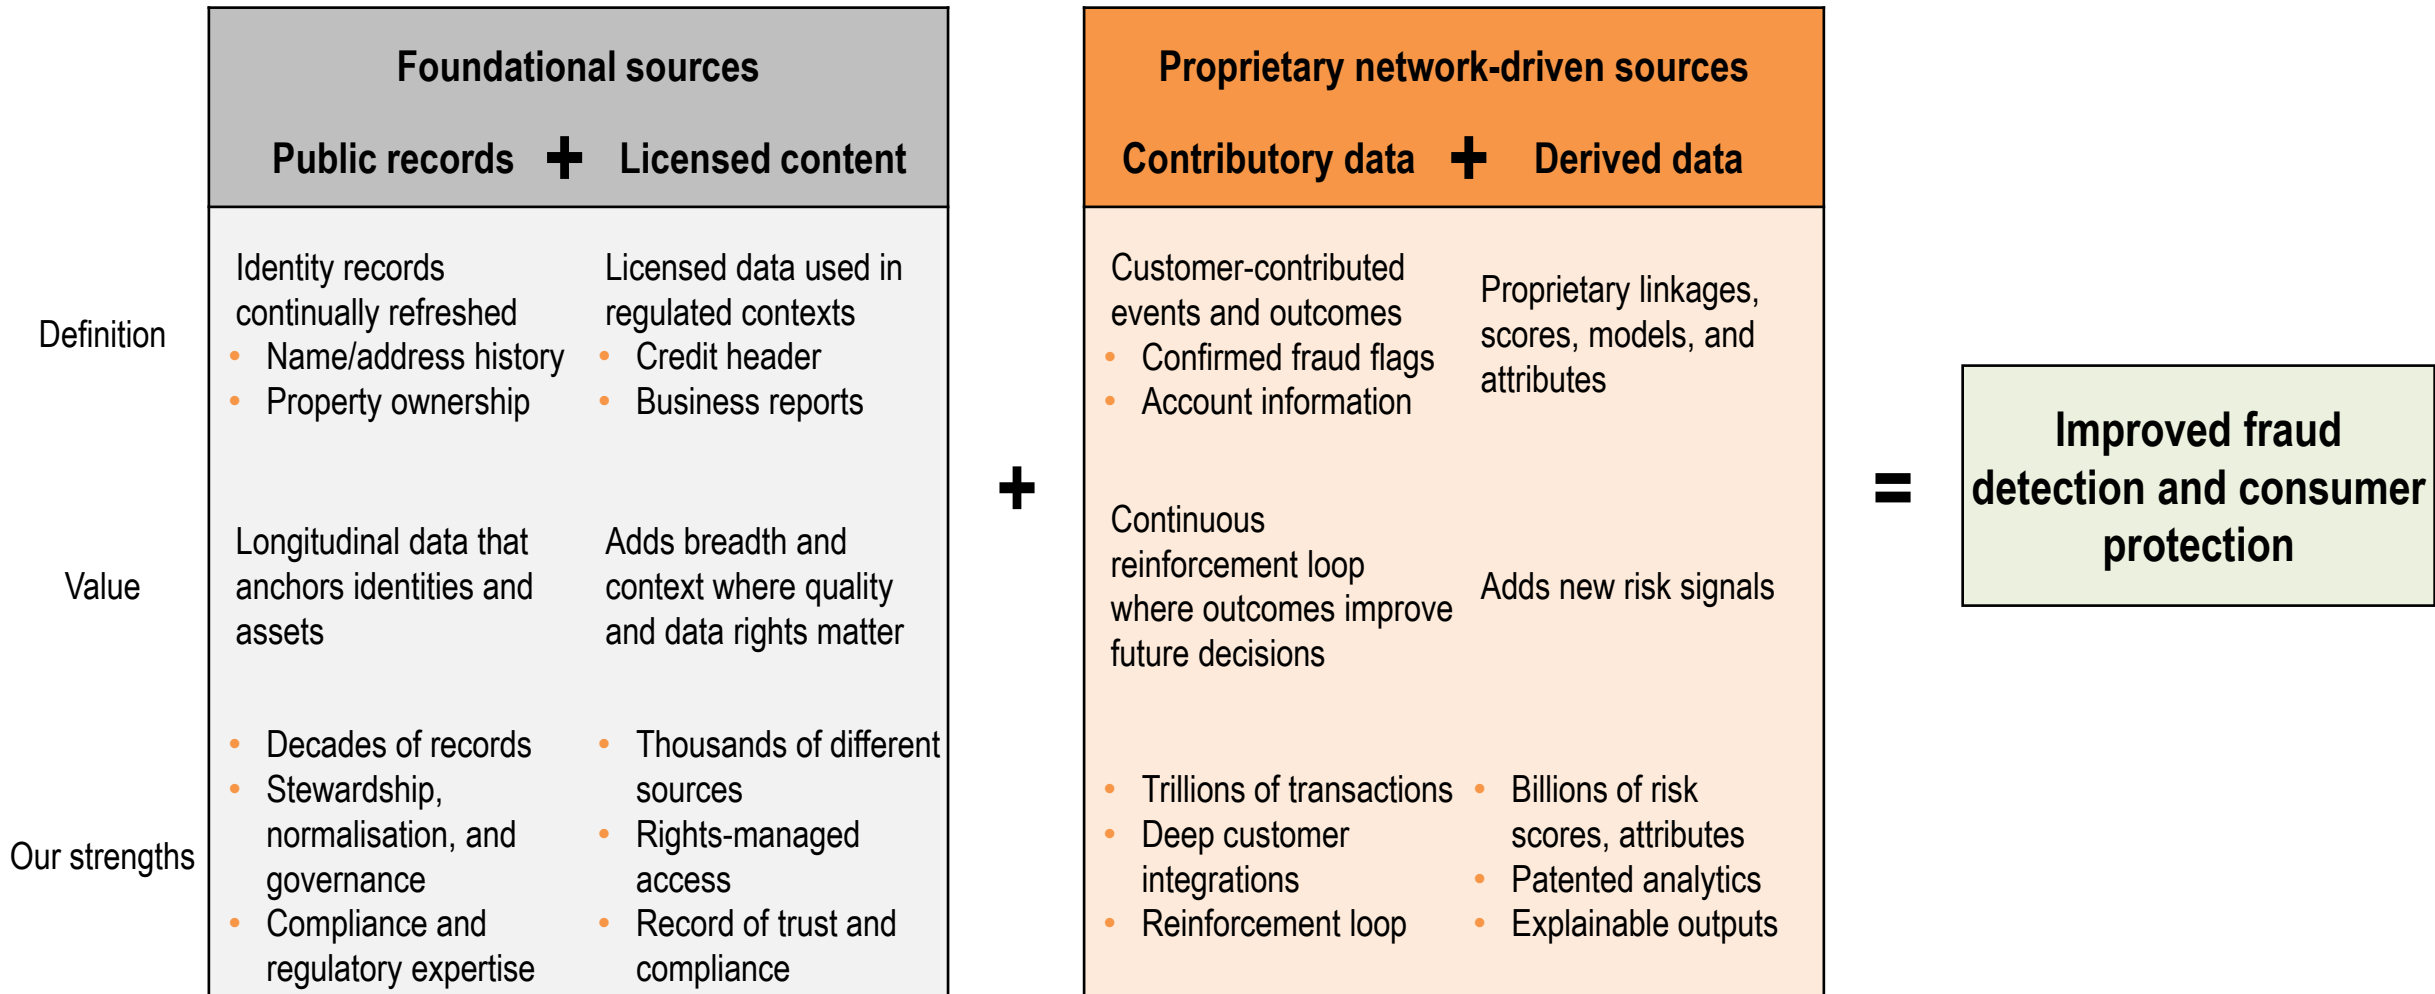 Foundational sources
Public records + Licensed content
Proprietary network-driven sources
Contributory data + Derived data
Definition
Identity records
continually refreshed
• Name/address history
• Property ownership
Licensed data used in
regulated contexts
• Credit header
• Business reports
Customer-contributed
events and outcomes
• Confirmed fraud flags
• Account information
Proprietary linkages,
scores, models, and
attributes
Value
Longitudinal data that
anchors identities and
assets
Adds breadth and
context where quality
and data rights matter
+
Continuous
reinforcement loop
where outcomes improve
future decisions
Adds new risk signals
Our strengths
• Decades of records
• Stewardship,
normalisation, and
governance
• Compliance and
regulatory expertise
• Thousands of different
sources
• Rights-managed
access
• Record of trust and
compliance
• Trillions of transactions
• Deep customer
integrations
• Reinforcement loop
• Billions of risk
scores, attributes
• Patented analytics
• Explainable outputs
=
Improved fraud
detection and consumer
protection